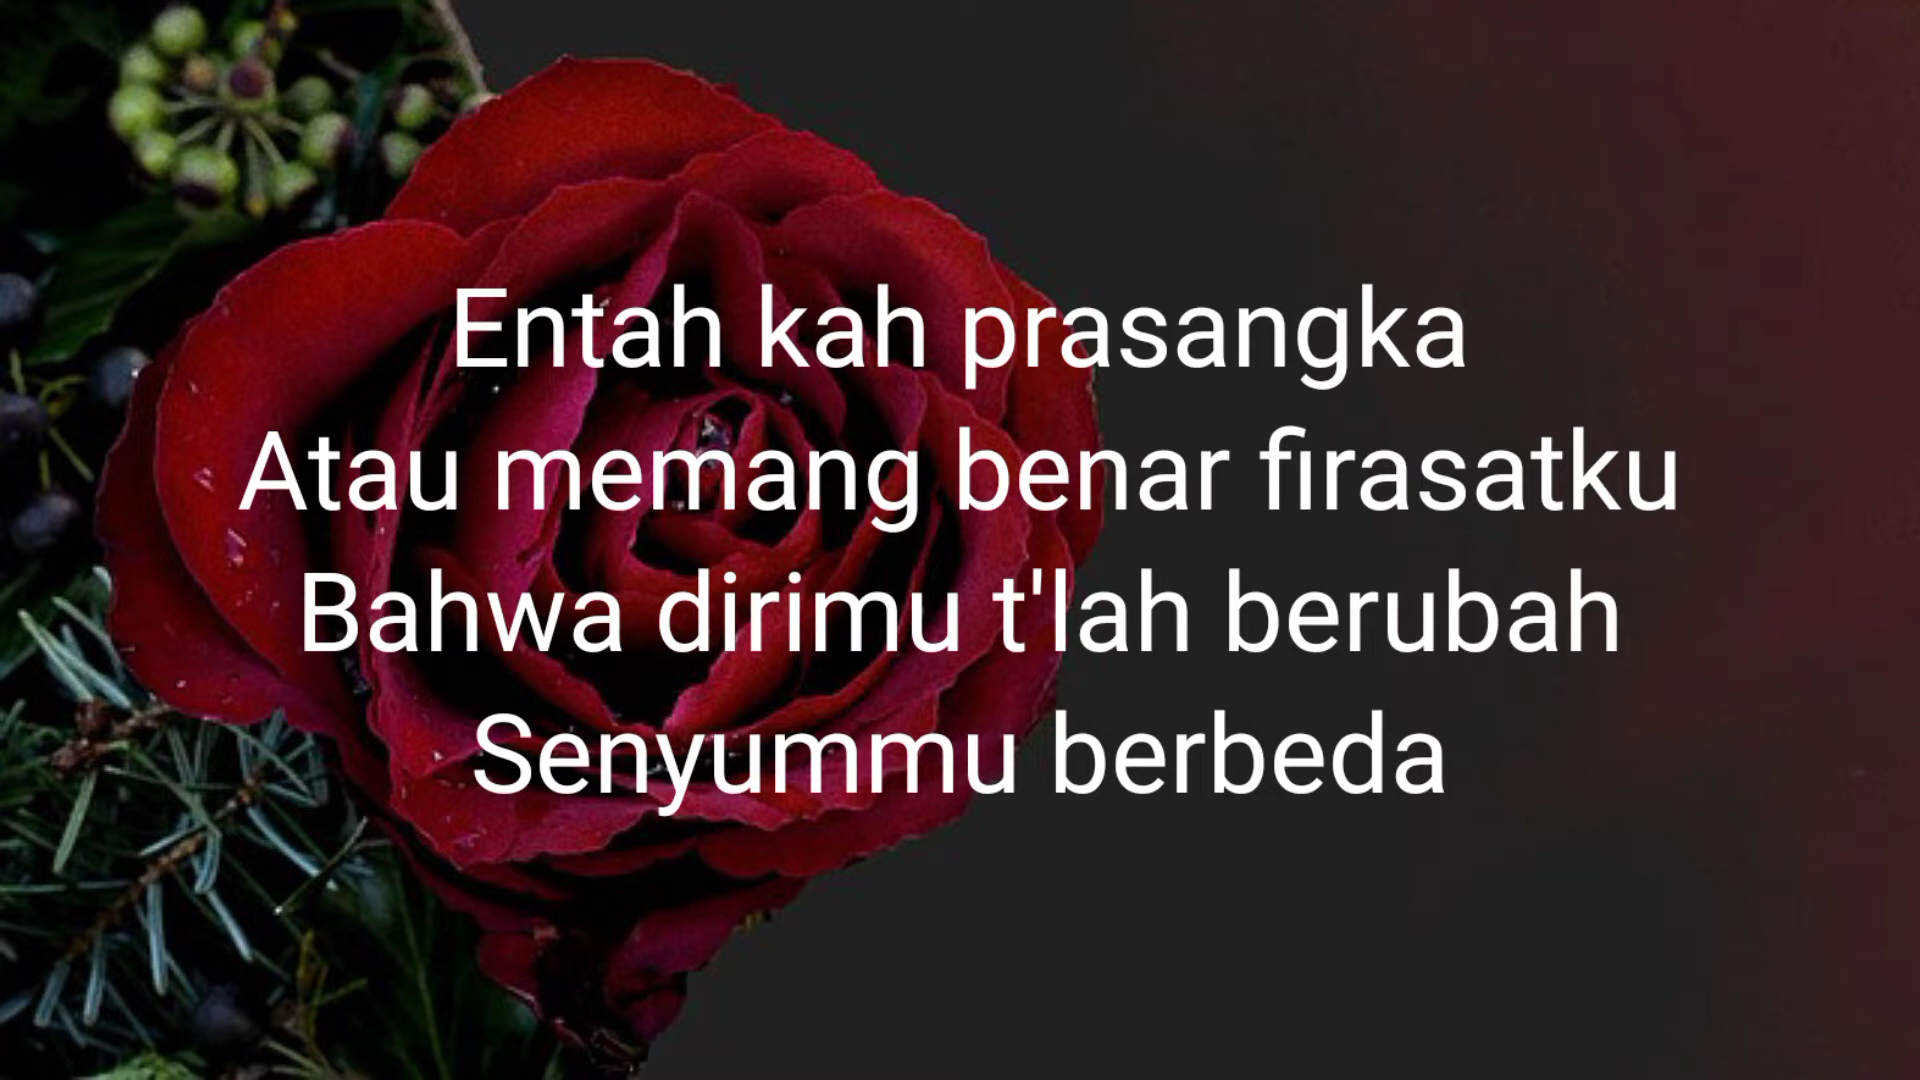 Entah kah prasangka
Atau memang benar firasatku
Bahwa dirimu t'lah berubah
Senyummu berbeda